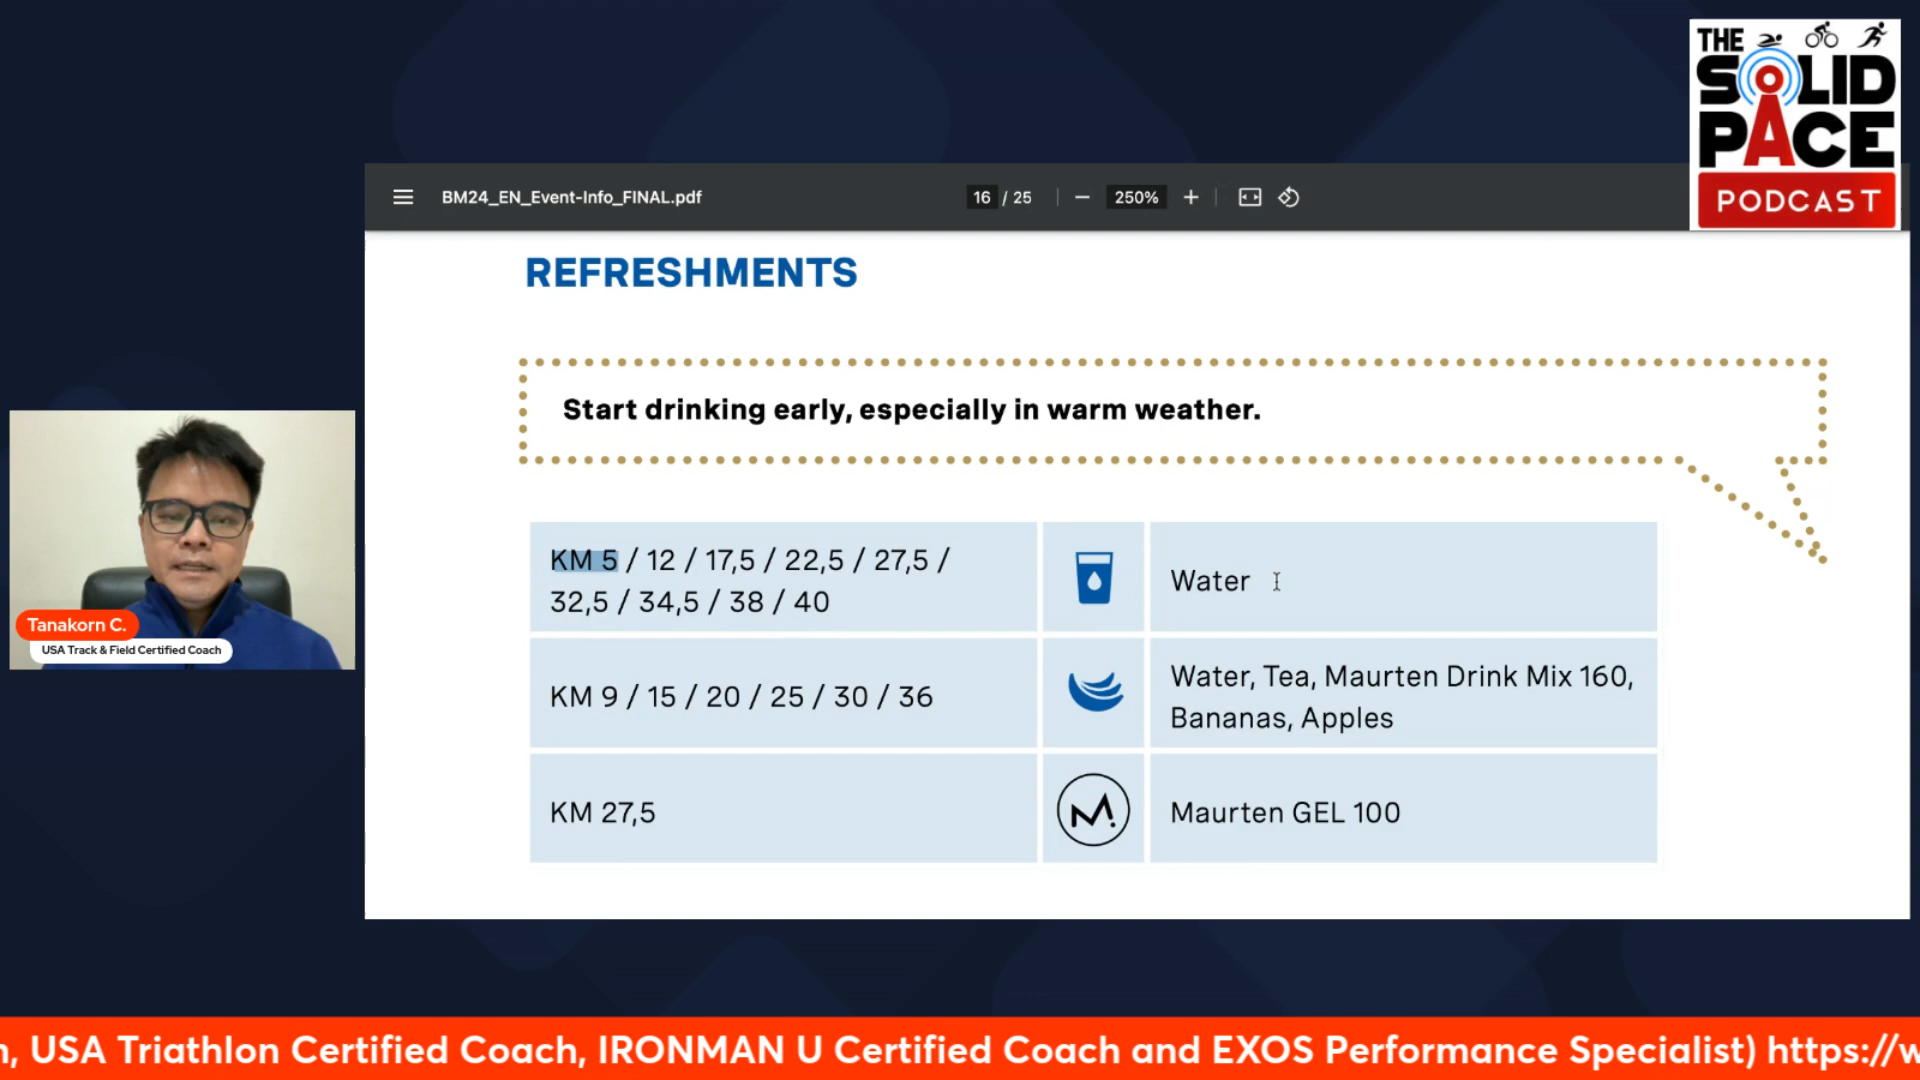 THE
SOLID
PACE
PODCAST
BM24_EN_Event-Info_FINAL.pdf
16 / 25
250%
REFRESHMENTS
Start drinking early, especially in warm weather.
KM 5 / 12 / 17,5 / 22,5 / 27,5 /
32,5 / 34,5 / 38 / 40
Water
KM 9 / 15 / 20 / 25 / 30 / 36
Water, Tea, Maurten Drink Mix 160,
Bananas, Apples
KM 27,5
M.
Maurten GEL 100
Tanakorn C.
USA Track & Field Certified Coach
, USA Triathlon Certified Coach, IRONMAN U Certified Coach and EXOS Performance Specialist) https://w